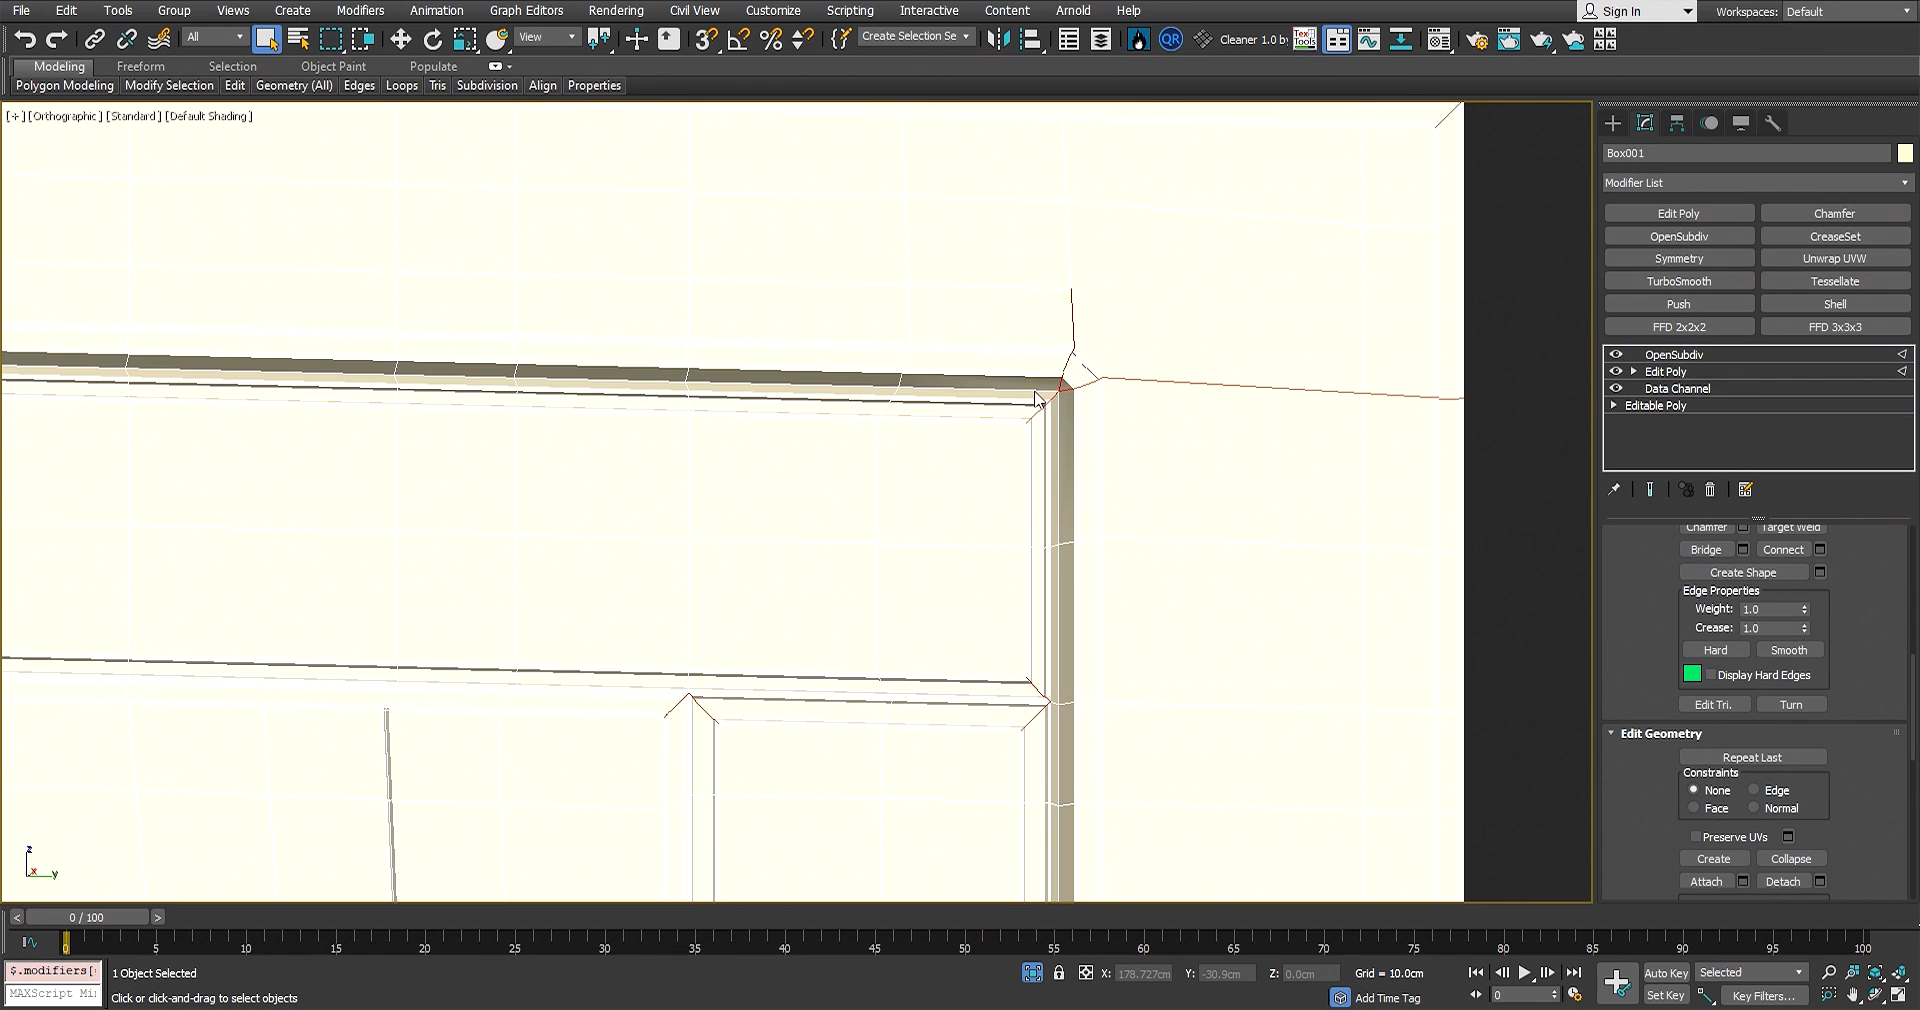 File Edit Tools Group Views Create Modifiers Animation Graph Editors Rendering Civil View Customize Scripting Interactive Content Arnold Help Sign In Workspaces: Default
All View Create Selection Se QR Cleaner 1.0 by Tex Tools
Modeling Freeform Selection Object Paint Populate
Polygon Modeling Modify Selection Edit Geometry (All) Edges Loops Tris Subdivision Align Properties
[+] [Orthographic] [Standard] [Default Shading]
Box001
Modifier List
Edit Poly Chamfer
OpenSubdiv CreaseSet
Symmetry Unwrap UVW
TurboSmooth Tessellate
Push Shell
FFD 2x2x2 FFD 3x3x3
OpenSubdiv
Edit Poly
Data Channel
Editable Poly
Chamfer Target Weld
Bridge Connect
Create Shape
Edge Properties
Weight: 1.0
Crease: 1.0
Hard Smooth
Display Hard Edges
Edit Tri. Turn
Edit Geometry
Repeat Last
Constraints
None Edge
Face Normal
Preserve UVs
Create Collapse
Attach Detach
z
x y
< 0 / 100 >
0 5 10 15 20 25 30 35 40 45 50 55 60 65 70 75 80 85 90 95 100
$.modifiers[ 1 Object Selected X: 178.727cm Y: -30.9cm Z: 0.0cm Grid = 10.0cm Auto Key Selected
MAXScript Mi Click or click-and-drag to select objects Add Time Tag 0 Set Key Key Filters...